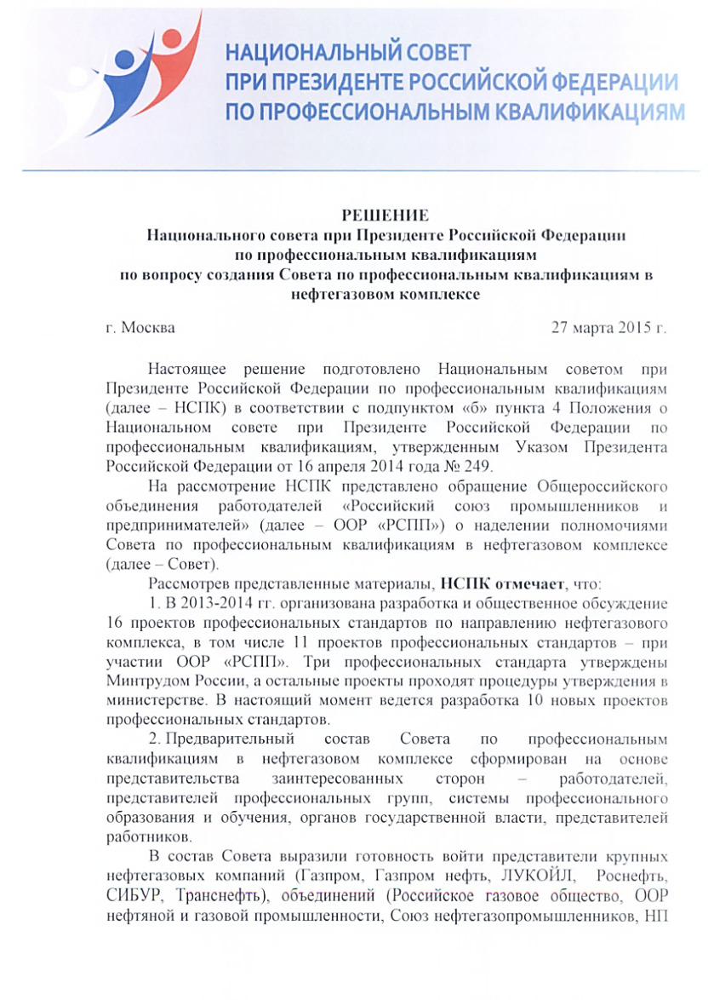 НАЦИОНАЛЬНЫЙ СОВЕТ
ПРИ ПРЕЗИДЕНТЕ РОССИЙСКОЙ ФЕДЕРАЦИИ
ПО ПРОФЕССИОНАЛЬНЫМ КВАЛИФИКАЦИЯМ
РЕШЕНИЕ
Национального совета при Президенте Российской Федерации
по профессиональным квалификациям
по вопросу создания Совета по профессиональным квалификациям в
нефтегазовом комплексе
г. Москва 27 марта 2015 г.
Настоящее решение подготовлено Национальным советом при
Президенте Российской Федерации по профессиональным квалификациям
(далее – НСПК) в соответствии с подпунктом «б» пункта 4 Положения о
Национальном совете при Президенте Российской Федерации по
профессиональным квалификациям, утвержденным Указом Президента
Российской Федерации от 16 апреля 2014 года № 249.
На рассмотрение НСПК представлено обращение Общероссийского
объединения работодателей «Российский союз промышленников и
предпринимателей» (далее – ООР «РСПП») о наделении полномочиями
Совета по профессиональным квалификациям в нефтегазовом комплексе
(далее – Совет).
Рассмотрев представленные материалы, НСПК отмечает, что:
1. В 2013-2014 гг. организована разработка и общественное обсуждение
16 проектов профессиональных стандартов по направлению нефтегазового
комплекса, в том числе 11 проектов профессиональных стандартов – при
участии ООР «РСПП». Три профессиональных стандарта утверждены
Минтрудом России, а остальные проекты проходят процедуры утверждения в
министерстве. В настоящий момент ведется разработка 10 новых проектов
профессиональных стандартов.
2. Предварительный состав Совета по профессиональным
квалификациям в нефтегазовом комплексе сформирован на основе
представительства заинтересованных сторон – работодателей,
представителей профессиональных групп, системы профессионального
образования и обучения, органов государственной власти, представителей
работников.
В состав Совета выразили готовность войти представители крупных
нефтегазовых компаний (Газпром, Газпром нефть, ЛУКОЙЛ, Роснефть,
СИБУР, Транснефть), объединений (Российское газовое общество, ООР
нефтяной и газовой промышленности, Союз нефтегазопромышленников, НП